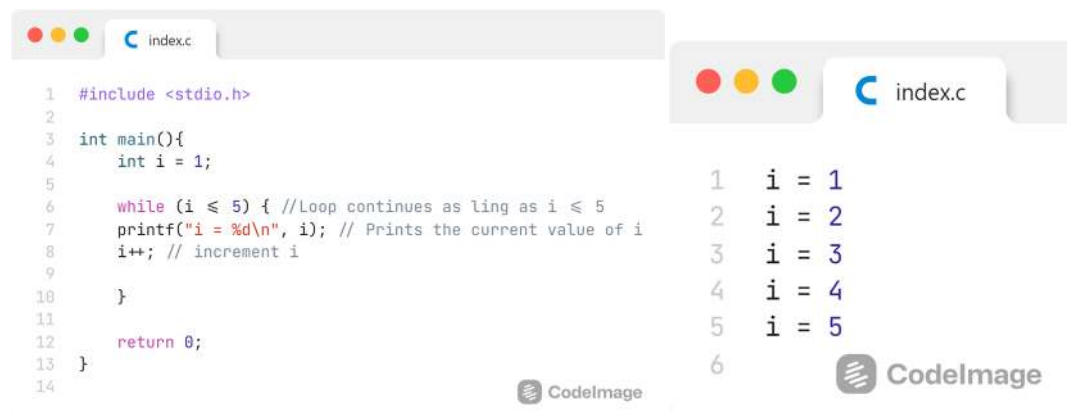 index.c
1 #include <stdio.h>
2
3 int main(){
4 int i = 1;
5
6 while (i ⩽ 5) { //Loop continues as ling as i ⩽ 5
7 printf("i = %d\n", i); // Prints the current value of i
8 i++; // increment i
9
10 }
11
12 return 0;
13 }
14
CodeImage
index.c
1 i = 1
2 i = 2
3 i = 3
4 i = 4
5 i = 5
6
CodeImage